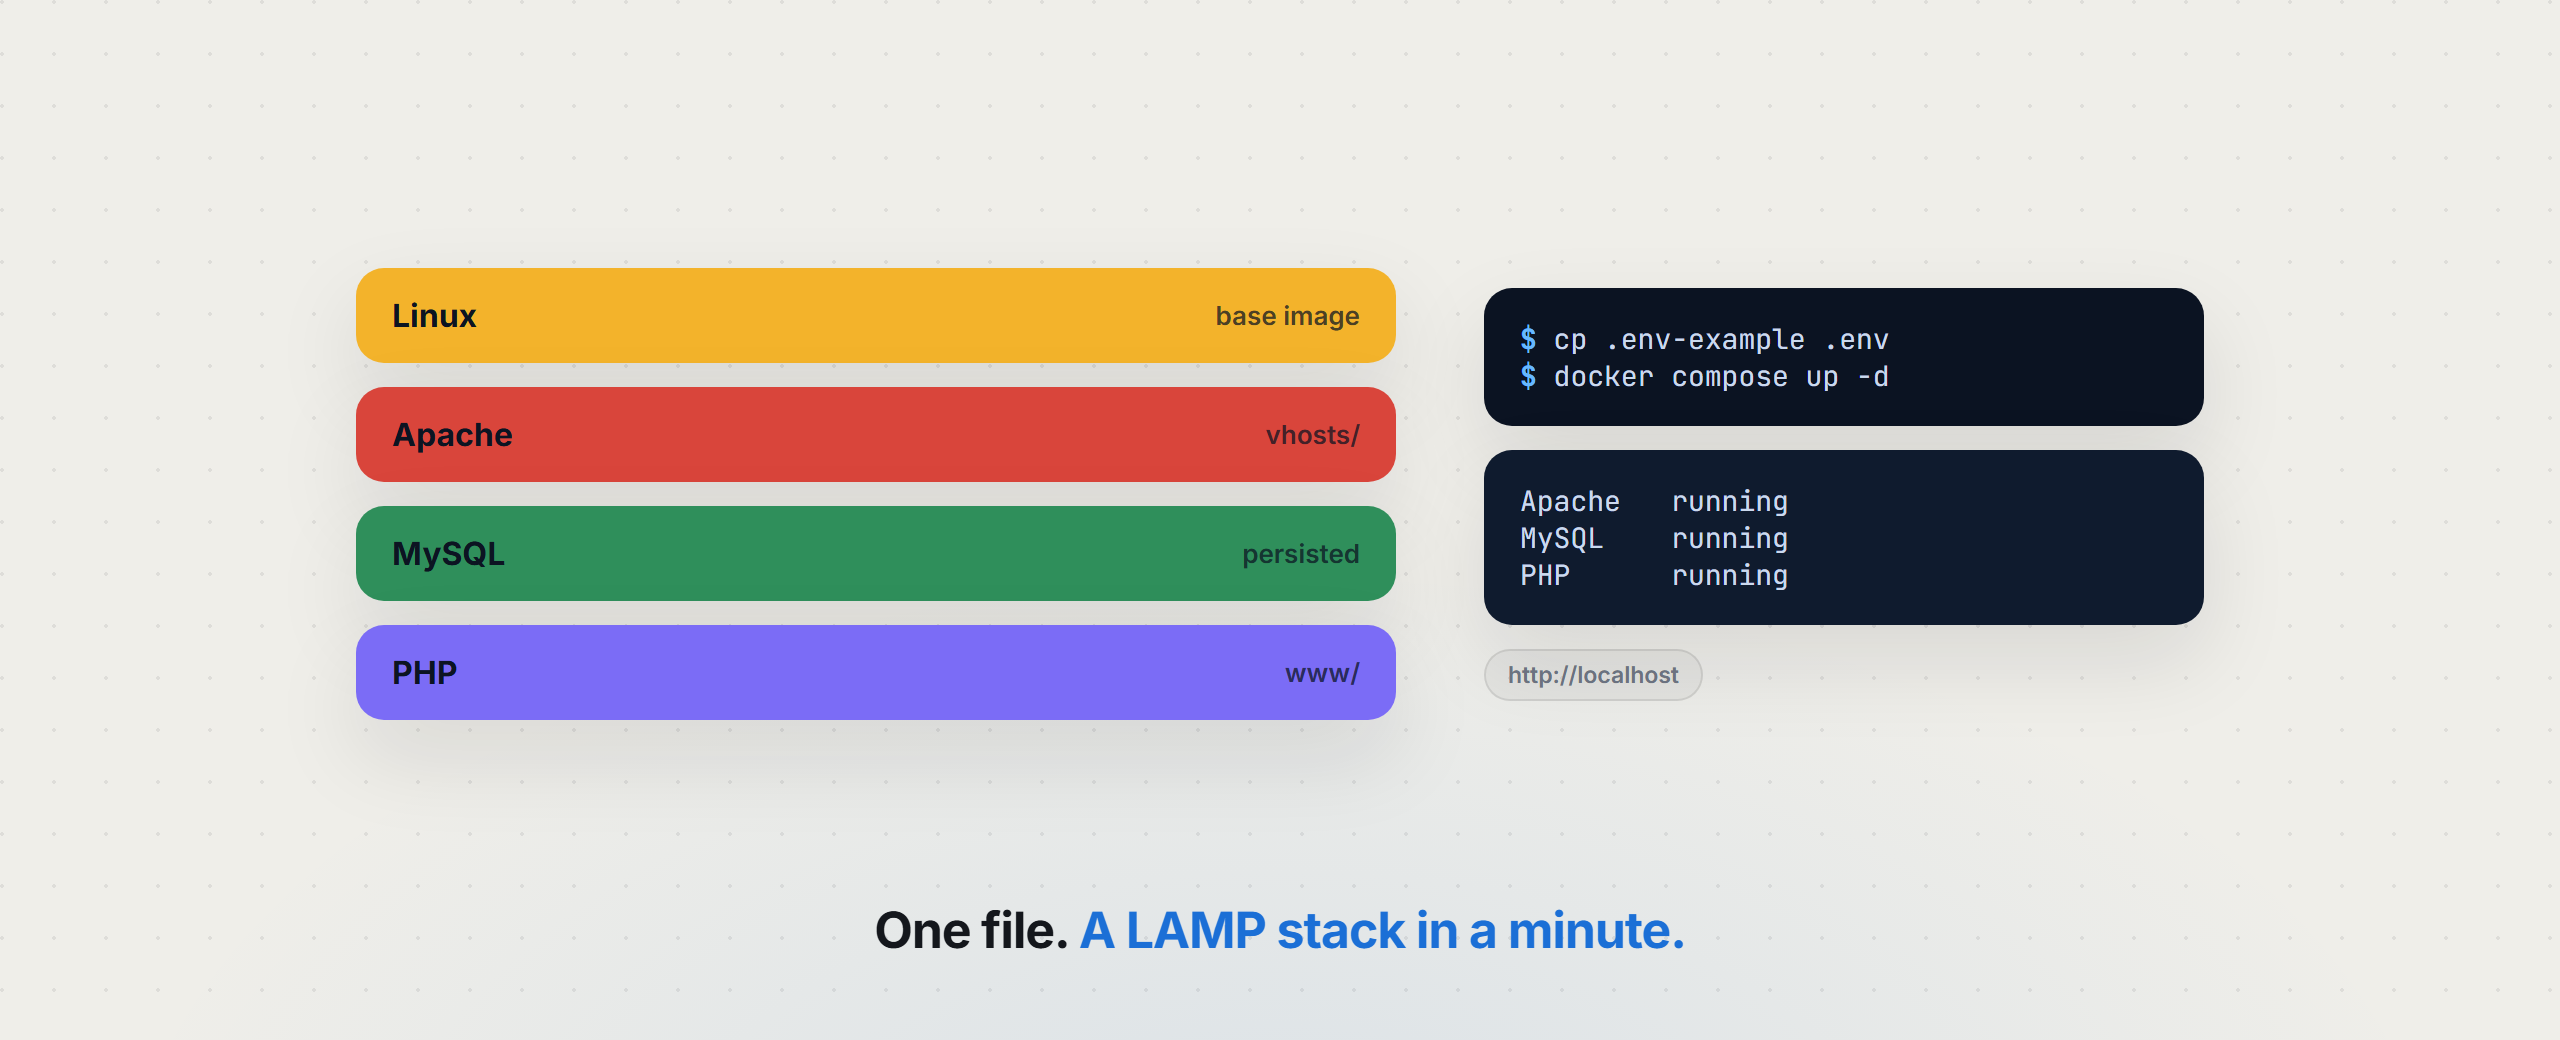 Linux base image
Apache vhosts/
MySQL persisted
PHP www/
$ cp .env-example .env
$ docker compose up -d
Apache running
MySQL running
PHP running
http://localhost
One file. A LAMP stack in a minute.